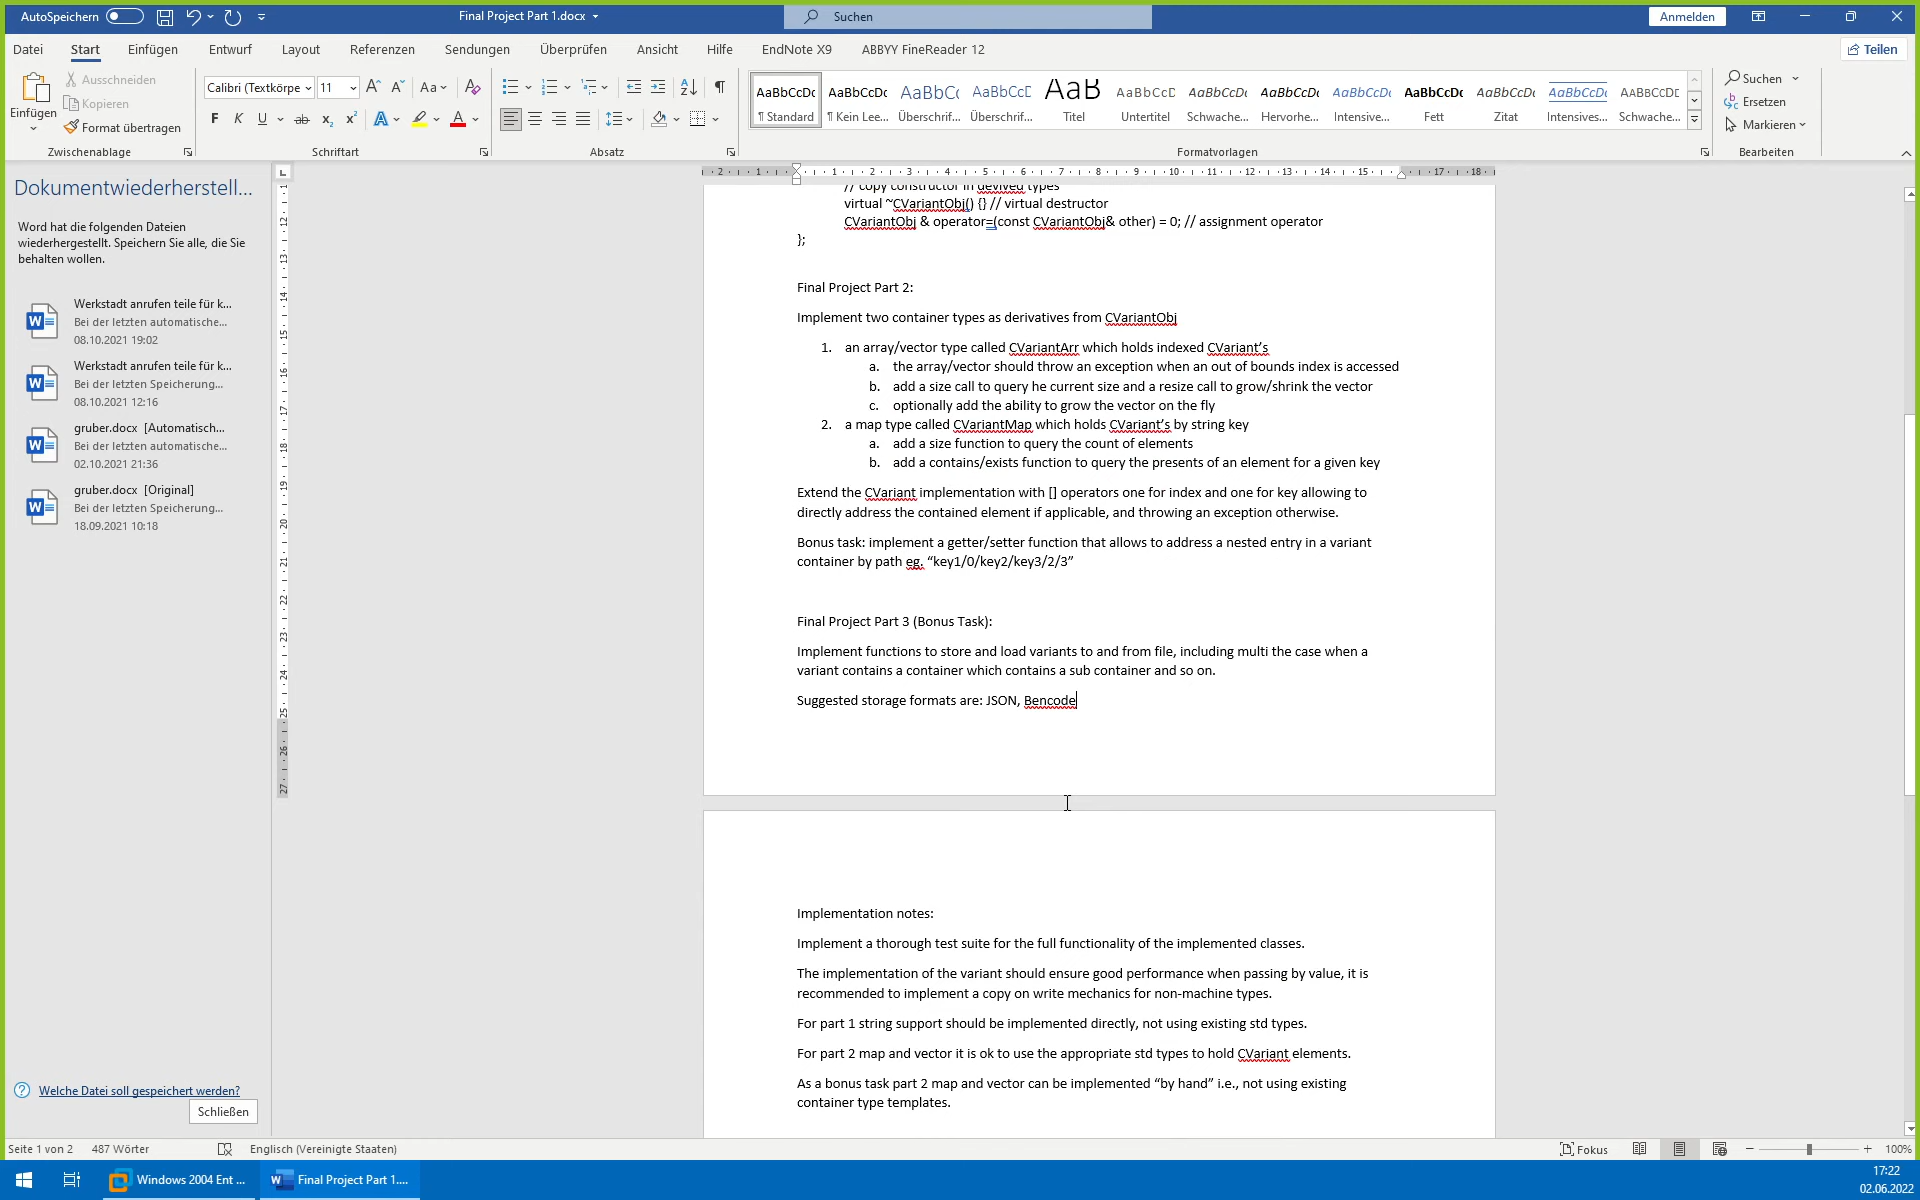 AutoSpeichern
Final Project Part 1.docx
Suchen
Anmelden
Datei
Start
Einfügen
Entwurf
Layout
Referenzen
Sendungen
Überprüfen
Ansicht
Hilfe
EndNote X9
ABBYY FineReader 12
Teilen
Einfügen
Ausschneiden
Kopieren
Format übertragen
Zwischenablage
Calibri (Textkörpe
11
Schriftart
Absatz
AaBbCcDc
¶ Standard
AaBbCcDc
¶ Kein Lee...
AaBbCc
Überschrif...
AaBbCcD
Überschrif...
AaB
Titel
AaBbCcD
Untertitel
AaBbCcDc
Schwache...
AaBbCcDc
Hervorhe...
AaBbCcDc
Intensive...
AaBbCcDc
Fett
AaBbCcDc
Zitat
AaBbCcDc
Intensives...
AABBCCDE
Schwache...
Formatvorlagen
Suchen
Ersetzen
Markieren
Bearbeiten
Dokumentwiederherstell...
Word hat die folgenden Dateien
wiederhergestellt. Speichern Sie alle, die Sie
behalten wollen.
Werkstadt anrufen teile für k...
Bei der letzten automatische...
08.10.2021 19:02
Werkstadt anrufen teile für k...
Bei der letzten Speicherung...
08.10.2021 12:16
gruber.docx [Automatisch...
Bei der letzten automatische...
02.10.2021 21:36
gruber.docx [Original]
Bei der letzten Speicherung...
18.09.2021 10:18
Welche Datei soll gespeichert werden?
Schließen
// copy constructor in devived types
virtual ~CVariantObj() {} // virtual destructor
CVariantObj & operator=(const CVariantObj& other) = 0; // assignment operator
};
Final Project Part 2:
Implement two container types as derivatives from CVariantObj
1. an array/vector type called CVariantArr which holds indexed CVariant’s
a. the array/vector should throw an exception when an out of bounds index is accessed
b. add a size call to query he current size and a resize call to grow/shrink the vector
c. optionally add the ability to grow the vector on the fly
2. a map type called CVariantMap which holds CVariant’s by string key
a. add a size function to query the count of elements
b. add a contains/exists function to query the presents of an element for a given key
Extend the CVariant implementation with [] operators one for index and one for key allowing to
directly address the contained element if applicable, and throwing an exception otherwise.
Bonus task: implement a getter/setter function that allows to address a nested entry in a variant
container by path eg. “key1/0/key2/key3/2/3”
Final Project Part 3 (Bonus Task):
Implement functions to store and load variants to and from file, including multi the case when a
variant contains a container which contains a sub container and so on.
Suggested storage formats are: JSON, Bencode
Implementation notes:
Implement a thorough test suite for the full functionality of the implemented classes.
The implementation of the variant should ensure good performance when passing by value, it is
recommended to implement a copy on write mechanics for non-machine types.
For part 1 string support should be implemented directly, not using existing std types.
For part 2 map and vector it is ok to use the appropriate std types to hold CVariant elements.
As a bonus task part 2 map and vector can be implemented “by hand” i.e., not using existing
container type templates.
Seite 1 von 2
487 Wörter
Englisch (Vereinigte Staaten)
Fokus
100%
Windows 2004 Ent ...
Final Project Part 1....
17:22
02.06.2022